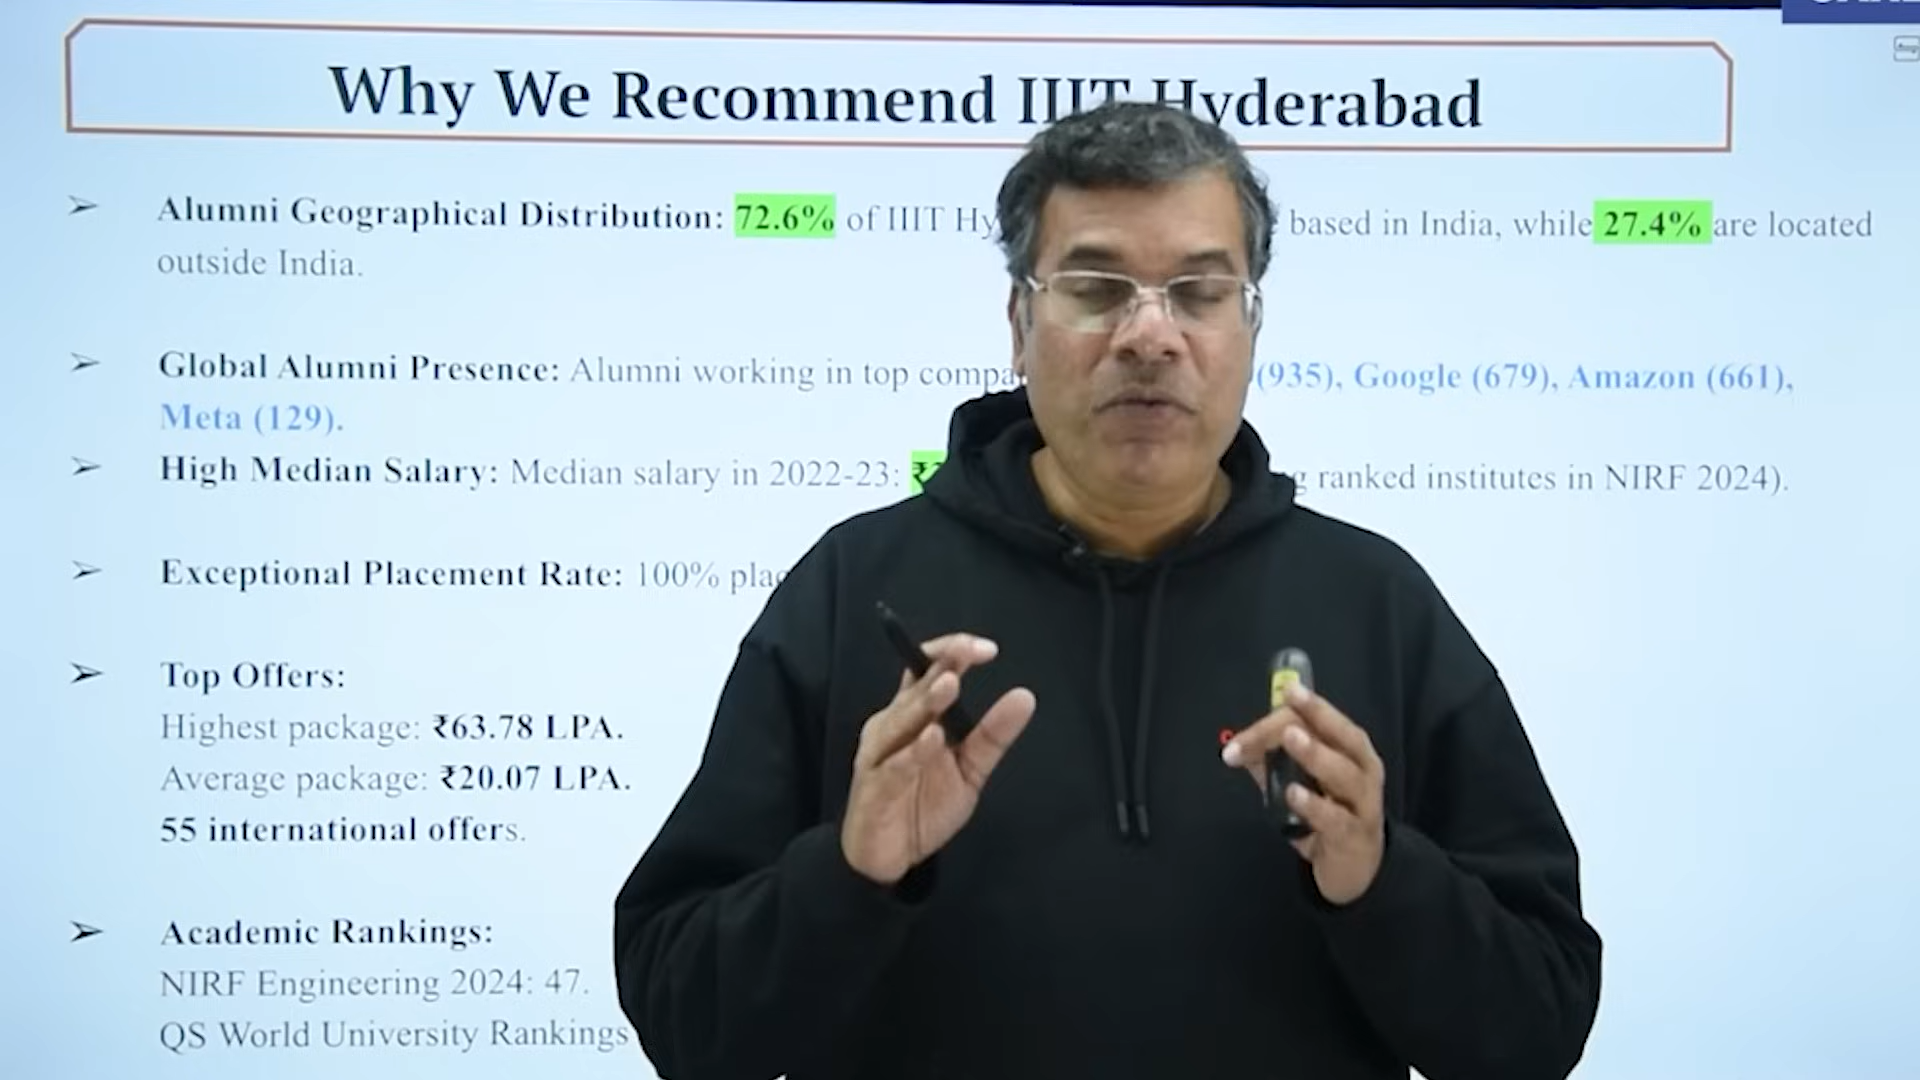 Why We Recommend IIIT Hyderabad
➢ Alumni Geographical Distribution: 72.6% of IIIT based in India, while 27.4% are located
outside India.
➢ Global Alumni Presence: Alumni working in top (935), Google (679), Amazon (661),
Meta (129).
➢ High Median Salary: Median salary in 2022-23: ranked institutes in NIRF 2024).
➢ Exceptional Placement Rate: 100%
➢ Top Offers:
Highest package: ₹63.78 LPA.
Average package: ₹20.07 LPA.
55 international offers.
➢ Academic Rankings:
NIRF Engineering 2024: 47.
QS World University Rankings